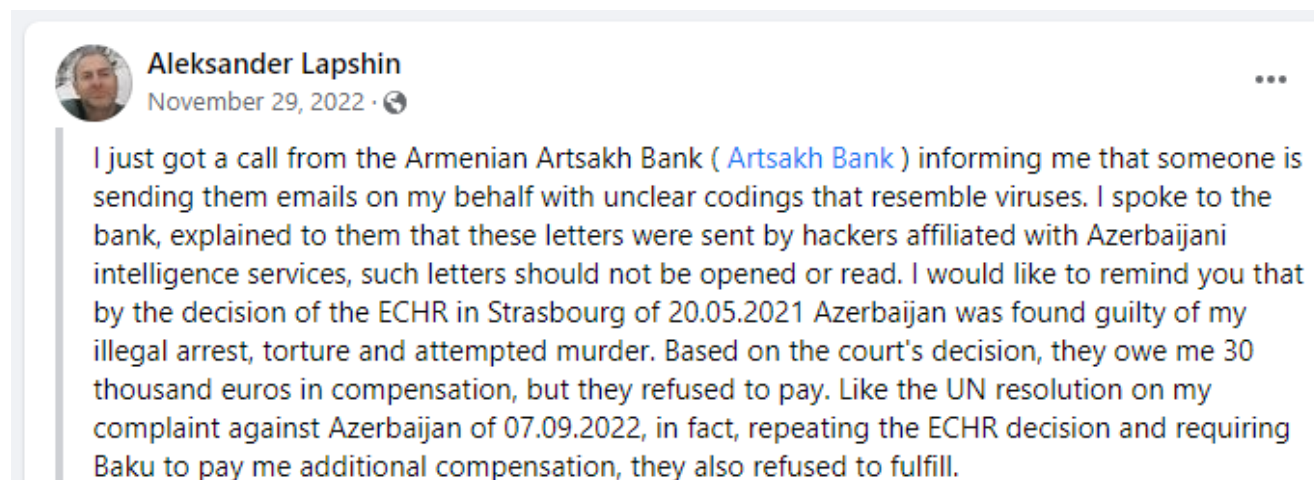 Aleksander Lapshin
November 29, 2022 ·
I just got a call from the Armenian Artsakh Bank ( Artsakh Bank ) informing me that someone is
sending them emails on my behalf with unclear codings that resemble viruses. I spoke to the
bank, explained to them that these letters were sent by hackers affiliated with Azerbaijani
intelligence services, such letters should not be opened or read. I would like to remind you that
by the decision of the ECHR in Strasbourg of 20.05.2021 Azerbaijan was found guilty of my
illegal arrest, torture and attempted murder. Based on the court's decision, they owe me 30
thousand euros in compensation, but they refused to pay. Like the UN resolution on my
complaint against Azerbaijan of 07.09.2022, in fact, repeating the ECHR decision and requiring
Baku to pay me additional compensation, they also refused to fulfill.